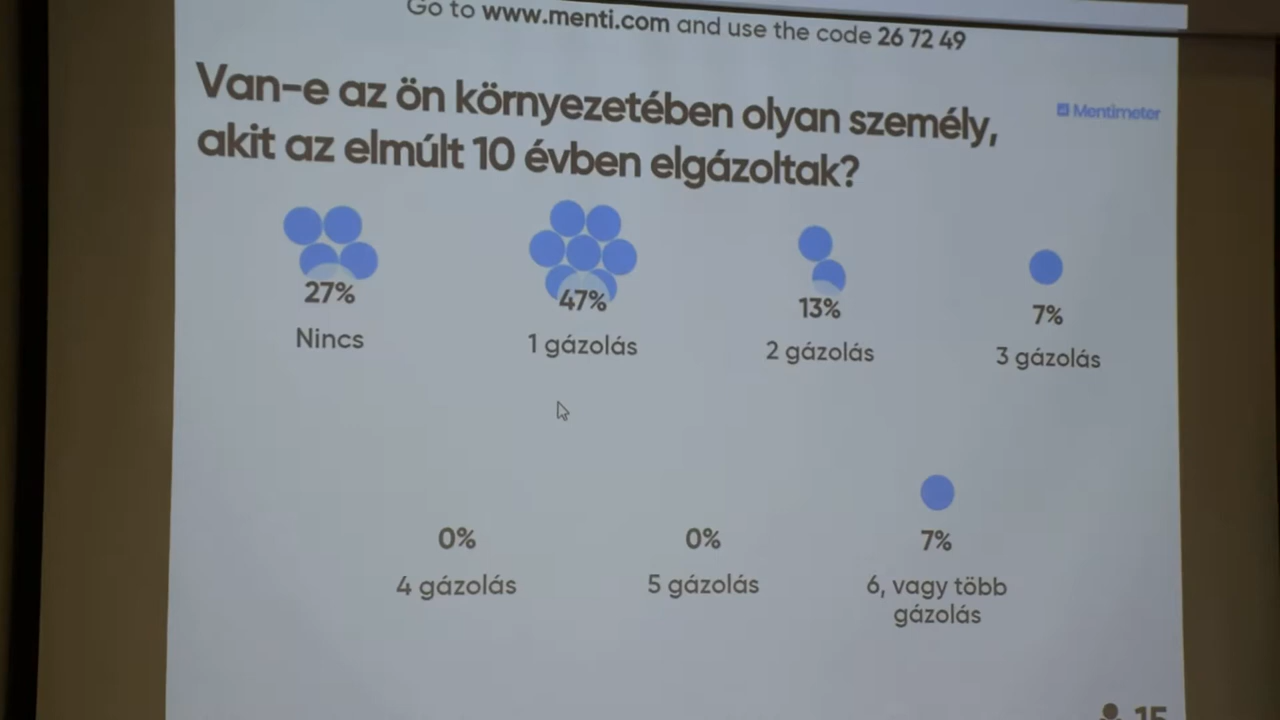 Go to www.menti.com and use the code 26 72 49
Van-e az ön környezetében olyan személy,
akit az elmúlt 10 évben elgázoltak?
Mentimeter
27%
47%
13%
7%
Nincs
1 gázolás
2 gázolás
3 gázolás
0%
0%
7%
4 gázolás
5 gázolás
6, vagy több
gázolás
15